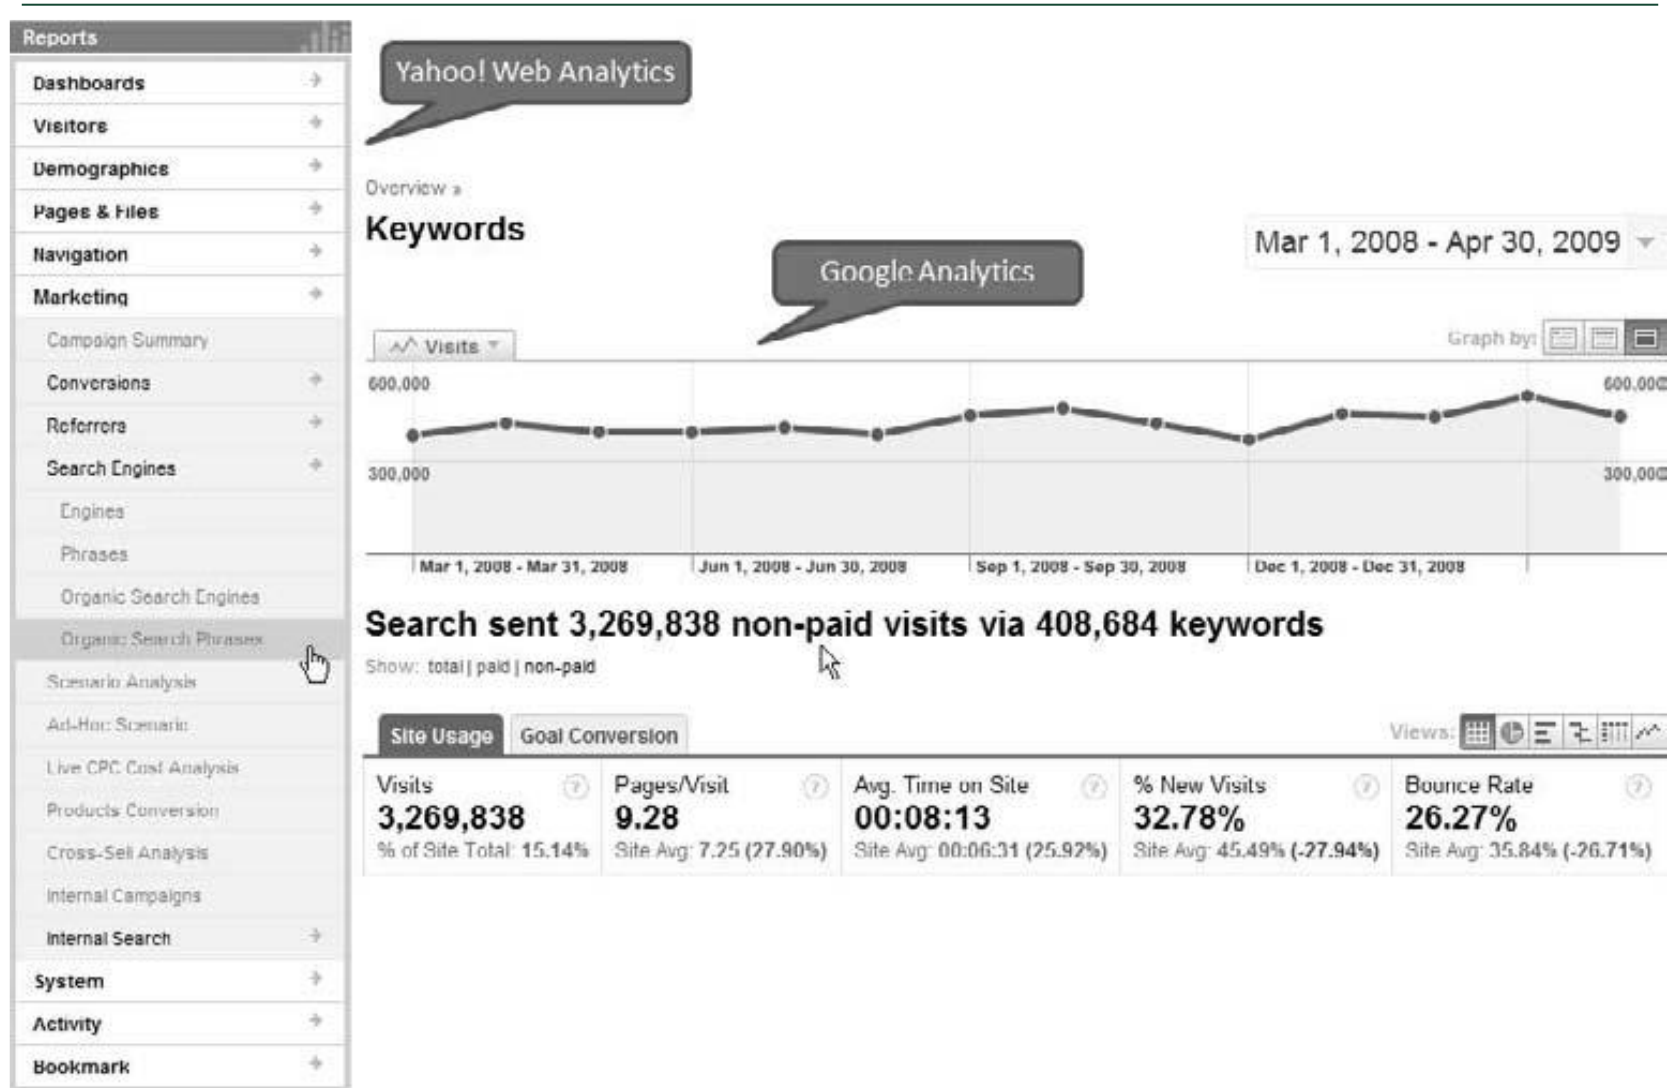 Reports
Dashboards
Visitors
Demographics
Pages & Files
Navigation
Marketing
Campaign Summary
Conversions
Referrers
Search Engines
Engines
Phrases
Organic Search Engines
Organic Search Phrases
Scenario Analysis
Ad-Hoc Scenario
Live CPC Cost Analysis
Products Conversion
Cross-Sell Analysis
Internal Campaigns
Internal Search
System
Activity
Bookmark
Yahoo! Web Analytics
Overview »
Keywords
Mar 1, 2008 - Apr 30, 2009
Google Analytics
Visits
Graph by:
600,000 600,000
300,000 300,000
Mar 1, 2008 - Mar 31, 2008 Jun 1, 2008 - Jun 30, 2008 Sep 1, 2008 - Sep 30, 2008 Dec 1, 2008 - Dec 31, 2008
Search sent 3,269,838 non-paid visits via 408,684 keywords
Show: total | paid | non-paid
Site Usage Goal Conversion Views:
Visits ? Pages/Visit ? Avg. Time on Site ? % New Visits ? Bounce Rate ?
3,269,838 9.28 00:08:13 32.78% 26.27%
% of Site Total: 15.14% Site Avg: 7.25 (27.90%) Site Avg: 00:06:31 (25.92%) Site Avg: 45.49% (-27.94%) Site Avg: 35.84% (-26.71%)